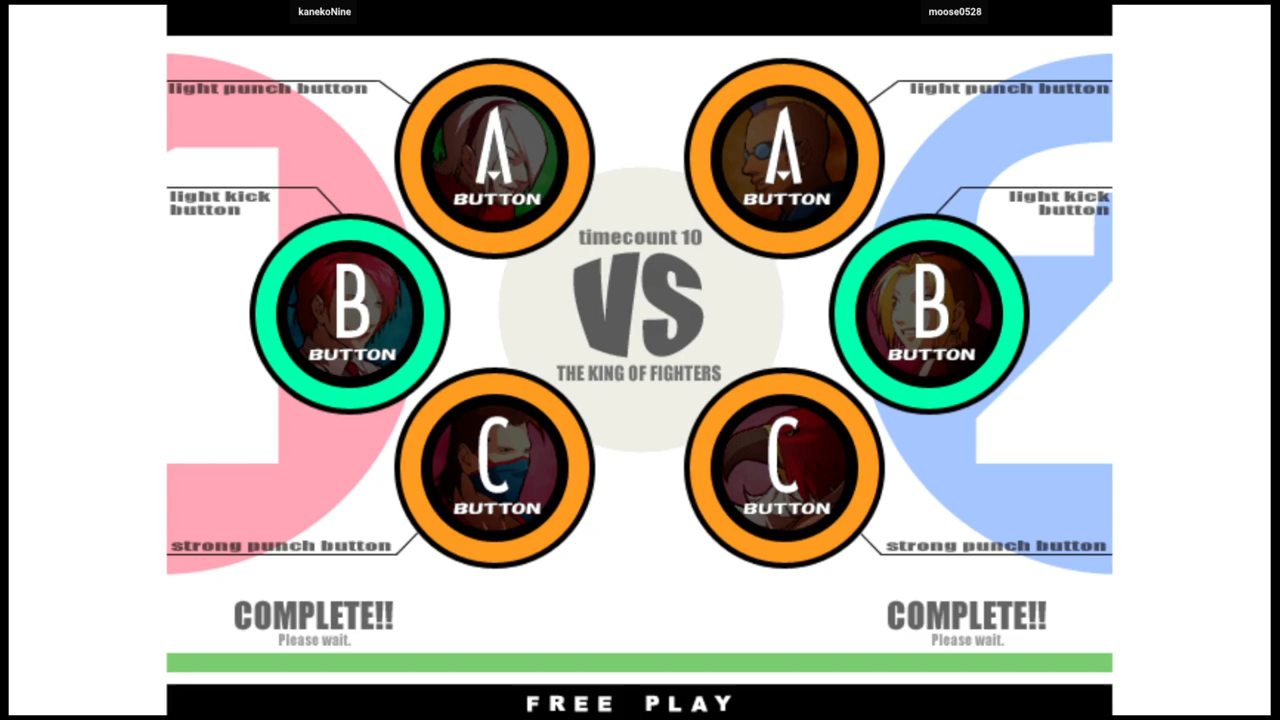 kanekoNine
moose0528
light punch button
light punch button
A
BUTTON
A
BUTTON
light kick
button
light kick
button
B
BUTTON
timecount 10
VS
THE KING OF FIGHTERS
B
BUTTON
C
BUTTON
C
BUTTON
strong punch button
strong punch button
1
2
COMPLETE!!
Please wait.
COMPLETE!!
Please wait.
FREE PLAY